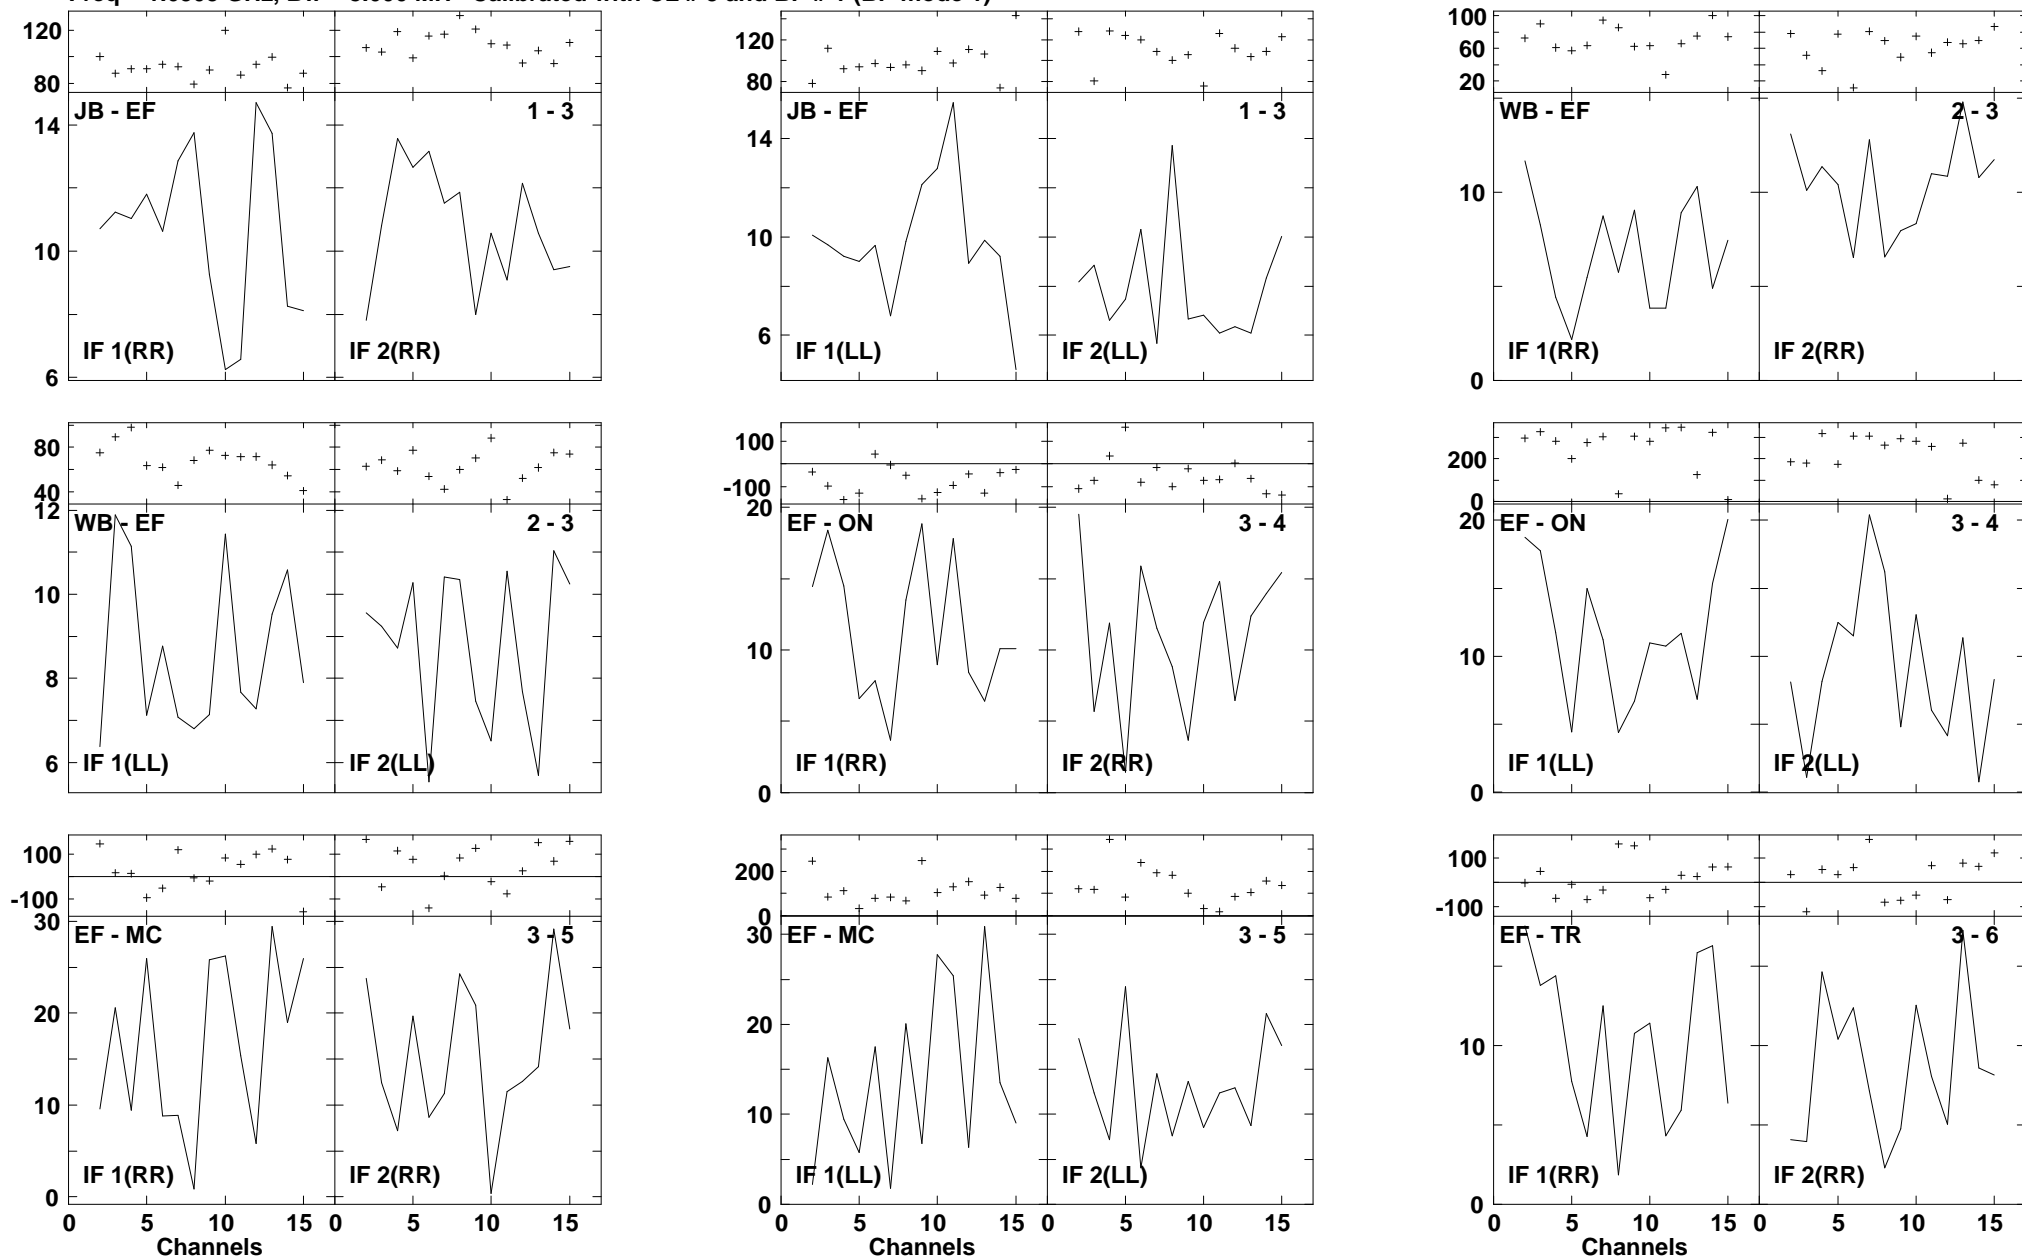 120
80
120
80
100
60
20
JB - EF
1 - 3
JB - EF
1 - 3
WB - EF
2 - 3
14
10
6
14
10
6
10
0
IF 1(RR)
IF 2(RR)
IF 1(LL)
IF 2(LL)
IF 1(RR)
IF 2(RR)
80
40
100
-100
200
0
WB - EF
2 - 3
EF - ON
3 - 4
EF - ON
3 - 4
12
10
8
6
20
10
0
20
10
0
IF 1(LL)
IF 2(LL)
IF 1(RR)
IF 2(RR)
IF 1(LL)
IF 2(LL)
100
-100
200
0
100
-100
EF - MC
3 - 5
EF - MC
3 - 5
EF - TR
3 - 6
30
20
10
0
30
20
10
0
10
0
IF 1(RR)
IF 2(RR)
IF 1(LL)
IF 2(LL)
IF 1(RR)
IF 2(RR)
0 5 10 15 0 5 10 15
0 5 10 15 0 5 10 15
0 5 10 15 0 5 10 15
Channels
Channels
Channels